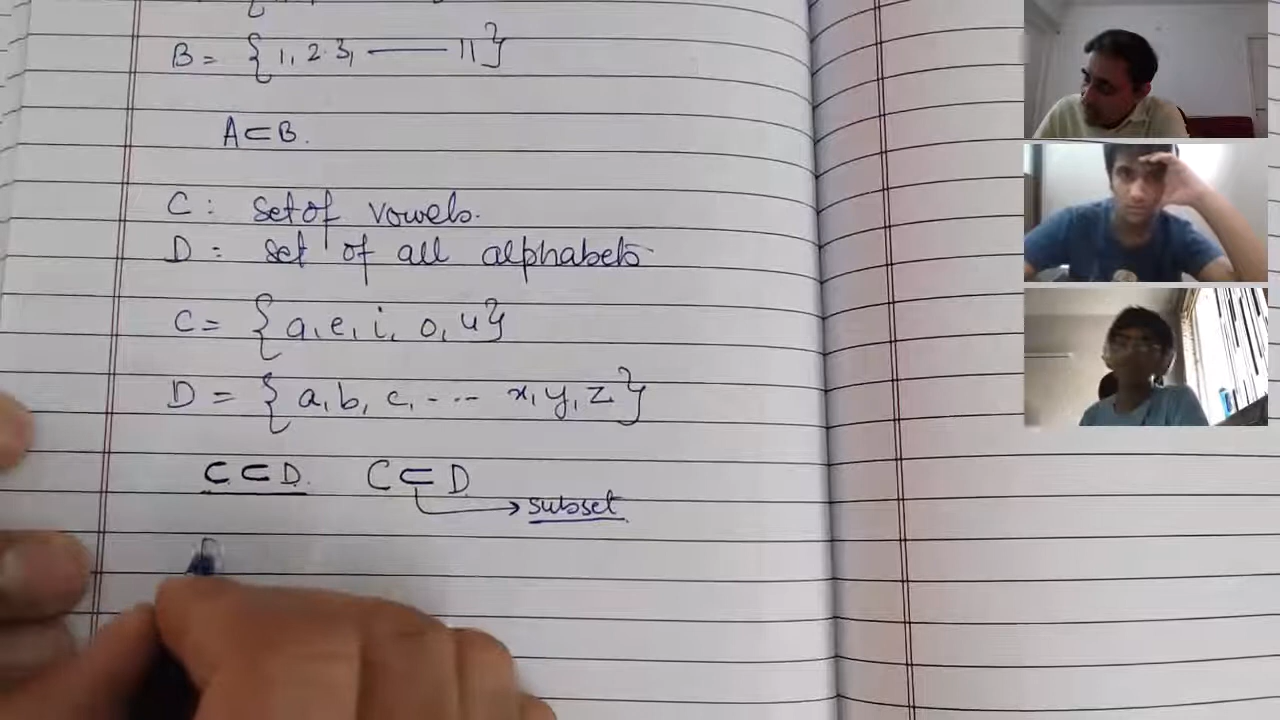 B = { 1, 2, 3, —— 11}
A⊂B.
C: set of vowels.
D: set of all alphabets
C = { a, e, i, o, u}
D = { a, b, c, - --- x, y, z}
C ⊂ D. C ⊂ D
subset